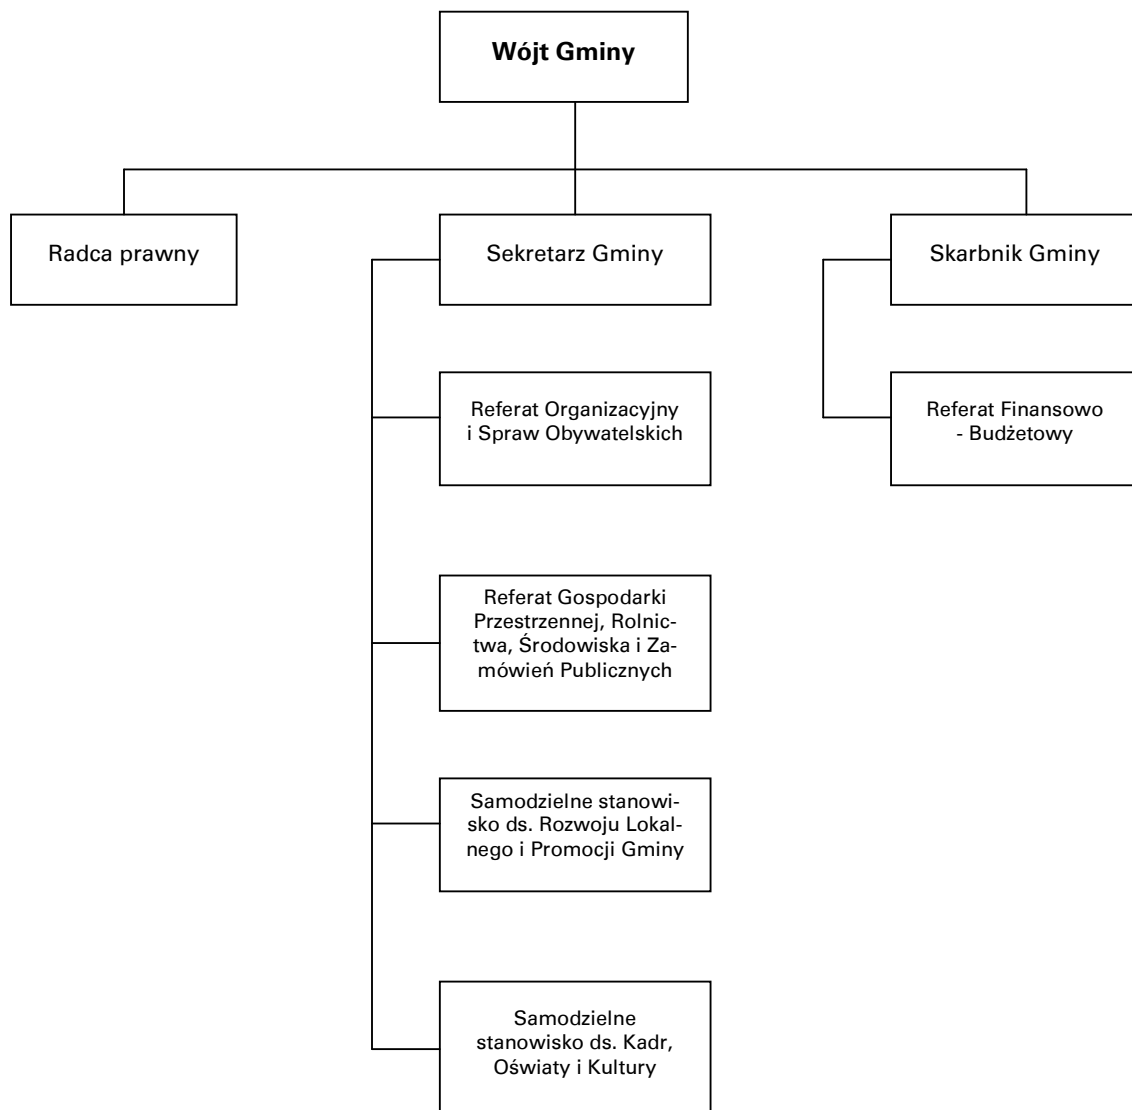 Wójt Gminy
Radca prawny
Sekretarz Gminy
Skarbnik Gminy
Referat Organizacyjny
i Spraw Obywatelskich
Referat Finansowo
- Budżetowy
Referat Gospodarki
Przestrzennej, Rolnic-
twa, Środowiska i Za-
mówień Publicznych
Samodzielne stanowi-
sko ds. Rozwoju Lokal-
nego i Promocji Gminy
Samodzielne
stanowisko ds. Kadr,
Oświaty i Kultury